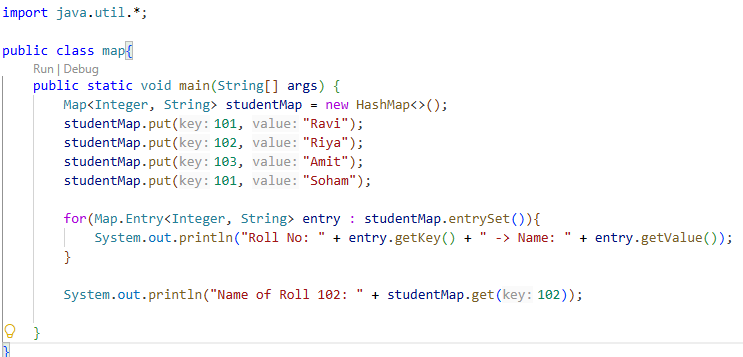 import java.util.*;
public class map{
Run | Debug
public static void main(String[] args) {
Map<Integer, String> studentMap = new HashMap<>();
studentMap.put(key: 101, value: "Ravi");
studentMap.put(key: 102, value: "Riya");
studentMap.put(key: 103, value: "Amit");
studentMap.put(key: 101, value: "Soham");
for(Map.Entry<Integer, String> entry : studentMap.entrySet()){
System.out.println("Roll No: " + entry.getKey() + " -> Name: " + entry.getValue());
}
System.out.println("Name of Roll 102: " + studentMap.get(key: 102));
}
}